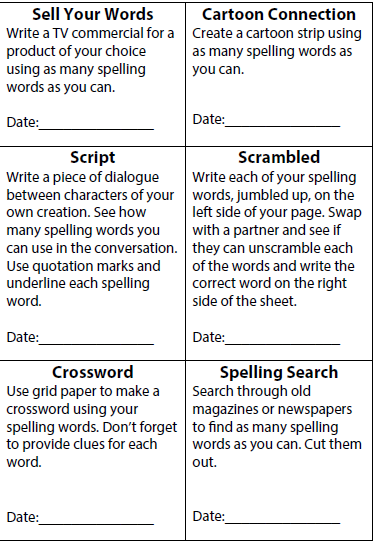 Sell Your Words
Write a TV commercial for a
product of your choice
using as many spelling
words as you can.
Date:___________________
Cartoon Connection
Create a cartoon strip using
as many spelling words as
you can.
Date:___________________
Script
Write a piece of dialogue
between characters of your
own creation. See how
many spelling words you
can use in the conversation.
Use quotation marks and
underline each spelling
word.
Date:___________________
Scrambled
Write each of your spelling
words, jumbled up, on the
left side of your page. Swap
with a partner and see if
they can unscramble each
of the words and write the
correct word on the right
side of the sheet.
Date:___________________
Crossword
Use grid paper to make a
crossword using your
spelling words. Don’t forget
to provide clues for each
word.
Date:___________________
Spelling Search
Search through old
magazines or newspapers
to find as many spelling
words as you can. Cut them
out.
Date:___________________